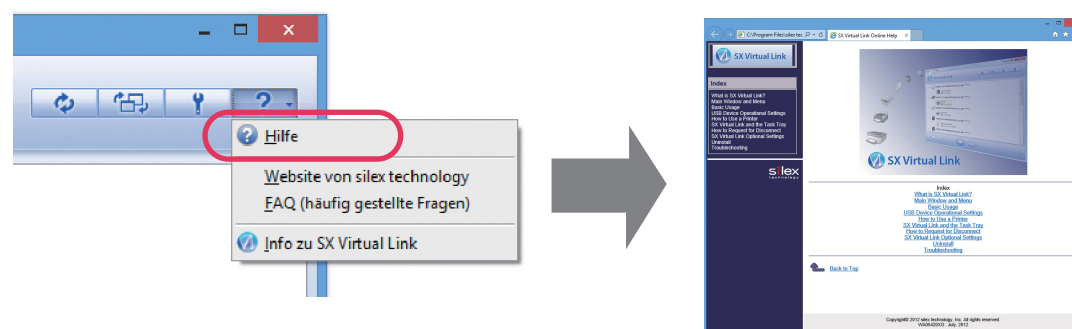 ?
Hilfe
Website von silex technology
FAQ (häufig gestellte Fragen)
Info zu SX Virtual Link
C:\Program Files\silex tec
SX Virtual Link Online Help
SX Virtual Link
Index
What is SX Virtual Link?
Main Window and Menu
Basic Usage
USB Device Operational Settings
How to Use a Printer
SX Virtual Link and the Task Tray
How to Request for Disconnect
SX Virtual Link Optional Settings
Uninstall
Troubleshooting
silex
technology
SX Virtual Link
Index
What is SX Virtual Link?
Main Window and Menu
Basic Usage
USB Device Operational Settings
How to Use a Printer
SX Virtual Link and the Task Tray
How to Request for Disconnect
SX Virtual Link Optional Settings
Uninstall
Troubleshooting
Back to Top
Copyright© 2012 silex technology, Inc. All rights reserved.
July, 2012